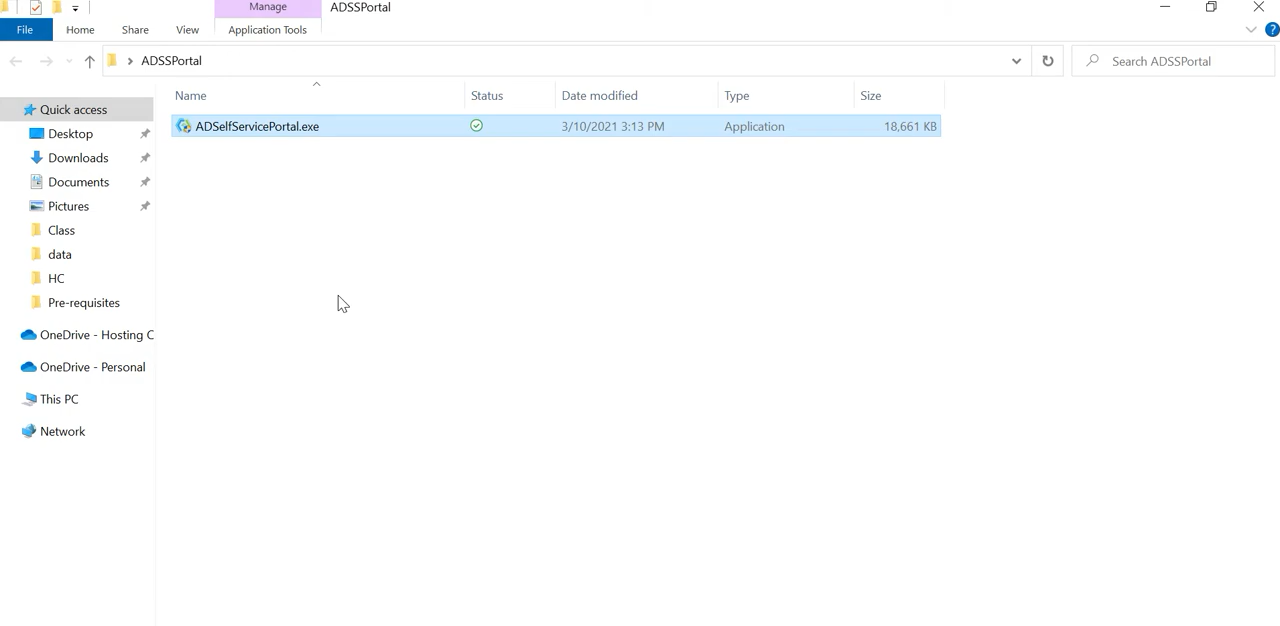 Manage
ADSSPortal
File
Home
Share
View
Application Tools
?
ADSSPortal
Search ADSSPortal
Name
Status
Date modified
Type
Size
ADSelfServicePortal.exe
3/10/2021 3:13 PM
Application
18,661 KB
Quick access
Desktop
Downloads
Documents
Pictures
Class
data
HC
Pre-requisites
OneDrive - Hosting C
OneDrive - Personal
This PC
Network